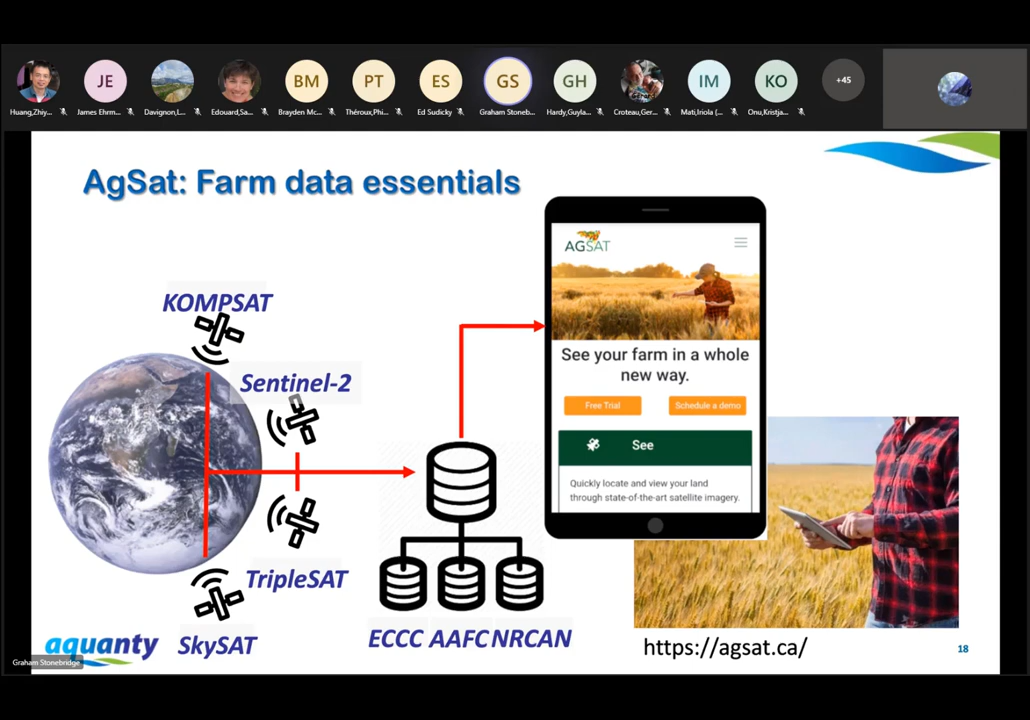 JE
BM
PT
ES
GS
GH
IM
KO
+45
Huang,Zhiy...
James Ehrm...
Davignon,L...
Edouard,Sa...
Brayden Mc...
Théroux,Phi...
Ed Sudicky
Graham Stoneb...
Hardy,Guyla...
Croteau,Ger...
Mati,Iriola (...
Onu,Kristja...
AgSat: Farm data essentials
AGSAT
KOMPSAT
See your farm in a whole
new way.
Sentinel-2
Free Trial
Schedule a demo
See
Quickly locate and view your land
through state-of-the-art satellite imagery.
TripleSAT
SkySAT
ECCC AAFC NRCAN
aquanty
https://agsat.ca/
18
Graham Stonebridge